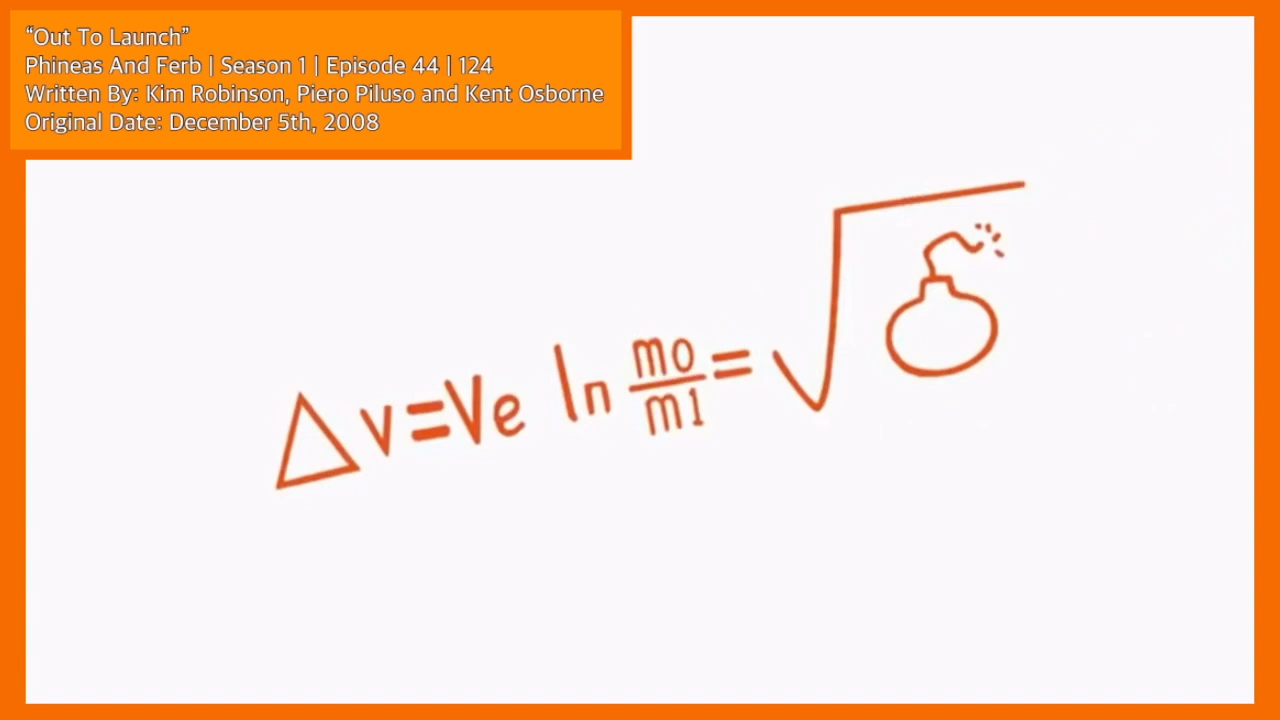 “Out To Launch”
Phineas And Ferb | Season 1 | Episode 44 | 124
Written By: Kim Robinson, Piero Piluso and Kent Osborne
Original Date: December 5th, 2008
Δv=Ve ln mo/m1=√